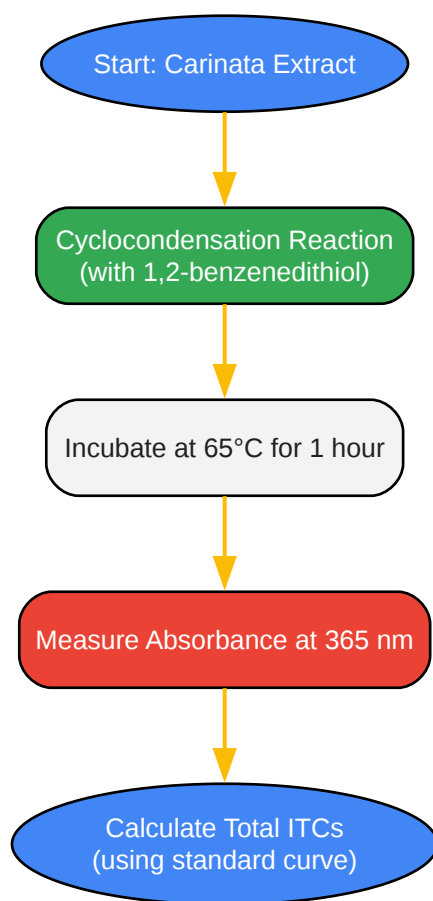 Start: Carinata Extract
Cyclocondensation Reaction
(with 1,2-benzenedithiol)
Incubate at 65°C for 1 hour
Measure Absorbance at 365 nm
Calculate Total ITCs
(using standard curve)